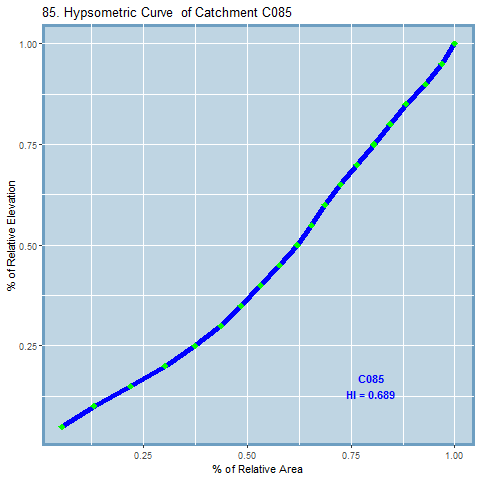 85. Hypsometric Curve  of Catchment C085
1.00
0.75
0.50
0.25
% of Relative Elevation
C085
HI = 0.689
0.25 0.50 0.75 1.00
% of Relative Area